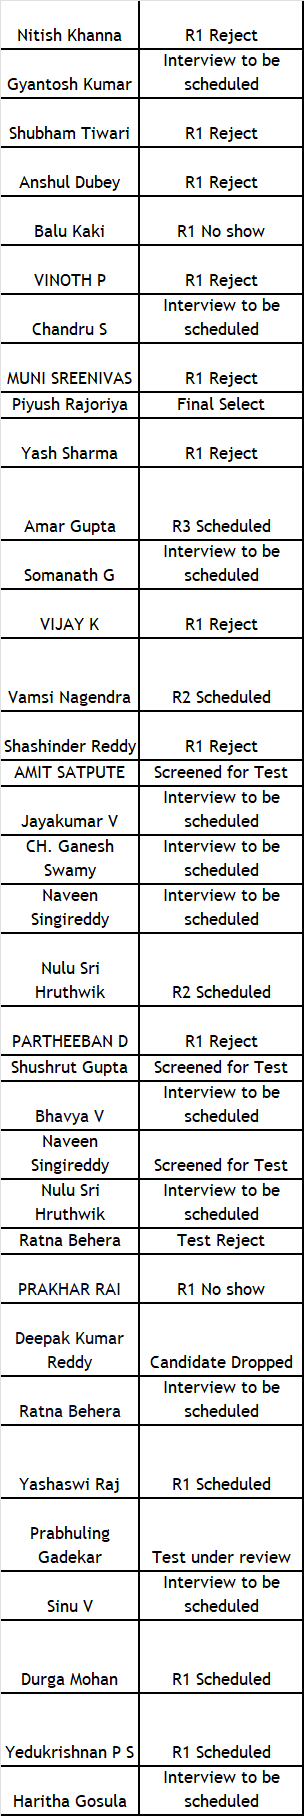 Nitish Khanna R1 Reject
Interview to be
Gyantosh Kumar scheduled
Shubham Tiwari R1 Reject
Anshul Dubey R1 Reject
Balu Kaki R1 No show
VINOTH P R1 Reject
Interview to be
Chandru S scheduled
MUNI SREENIVAS R1 Reject
Piyush Rajoriya Final Select
Yash Sharma R1 Reject
Amar Gupta R3 Scheduled
Interview to be
Somanath G scheduled
VIJAY K R1 Reject
Vamsi Nagendra R2 Scheduled
Shashinder Reddy R1 Reject
AMIT SATPUTE Screened for Test
Interview to be
Jayakumar V scheduled
CH. Ganesh Interview to be
Swamy scheduled
Naveen Interview to be
Singireddy scheduled
Nulu Sri
Hruthwik R2 Scheduled
PARTHEEBAN D R1 Reject
Shushrut Gupta Screened for Test
Interview to be
Bhavya V scheduled
Naveen
Singireddy Screened for Test
Nulu Sri Interview to be
Hruthwik scheduled
Ratna Behera Test Reject
PRAKHAR RAI R1 No show
Deepak Kumar
Reddy Candidate Dropped
Interview to be
Ratna Behera scheduled
Yashaswi Raj R1 Scheduled
Prabhuling
Gadekar Test under review
Interview to be
Sinu V scheduled
Durga Mohan R1 Scheduled
Yedukrishnan P S R1 Scheduled
Interview to be
Haritha Gosula scheduled